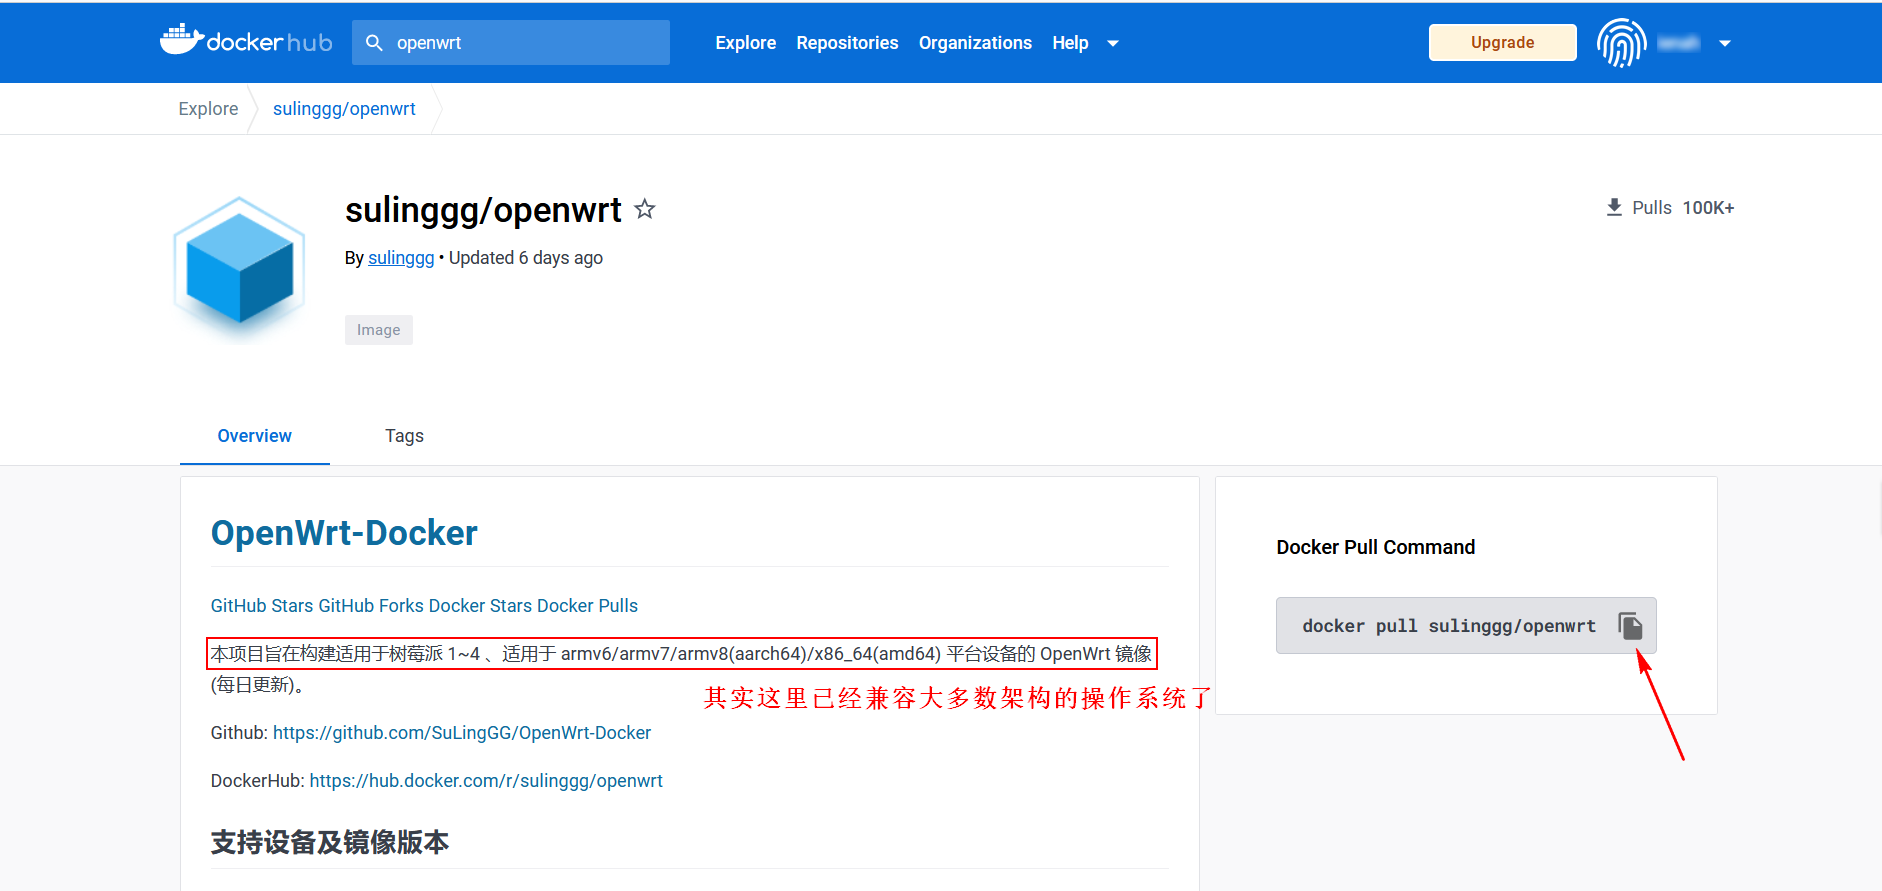 docker hub
openwrt
Explore Repositories Organizations Help
Upgrade
Explore
sulinggg/openwrt
sulinggg/openwrt
Pulls 100K+
By sulinggg • Updated 6 days ago
Image
Overview
Tags
OpenWrt-Docker
Docker Pull Command
GitHub Stars GitHub Forks Docker Stars Docker Pulls
docker pull sulinggg/openwrt
本项目旨在构建适用于树莓派 1~4 、适用于 armv6/armv7/armv8(aarch64)/x86_64(amd64) 平台设备的 OpenWrt 镜像
(每日更新)。
其实这里已经兼容大多数架构的操作系统了
Github: https://github.com/SuLingGG/OpenWrt-Docker
DockerHub: https://hub.docker.com/r/sulinggg/openwrt
支持设备及镜像版本